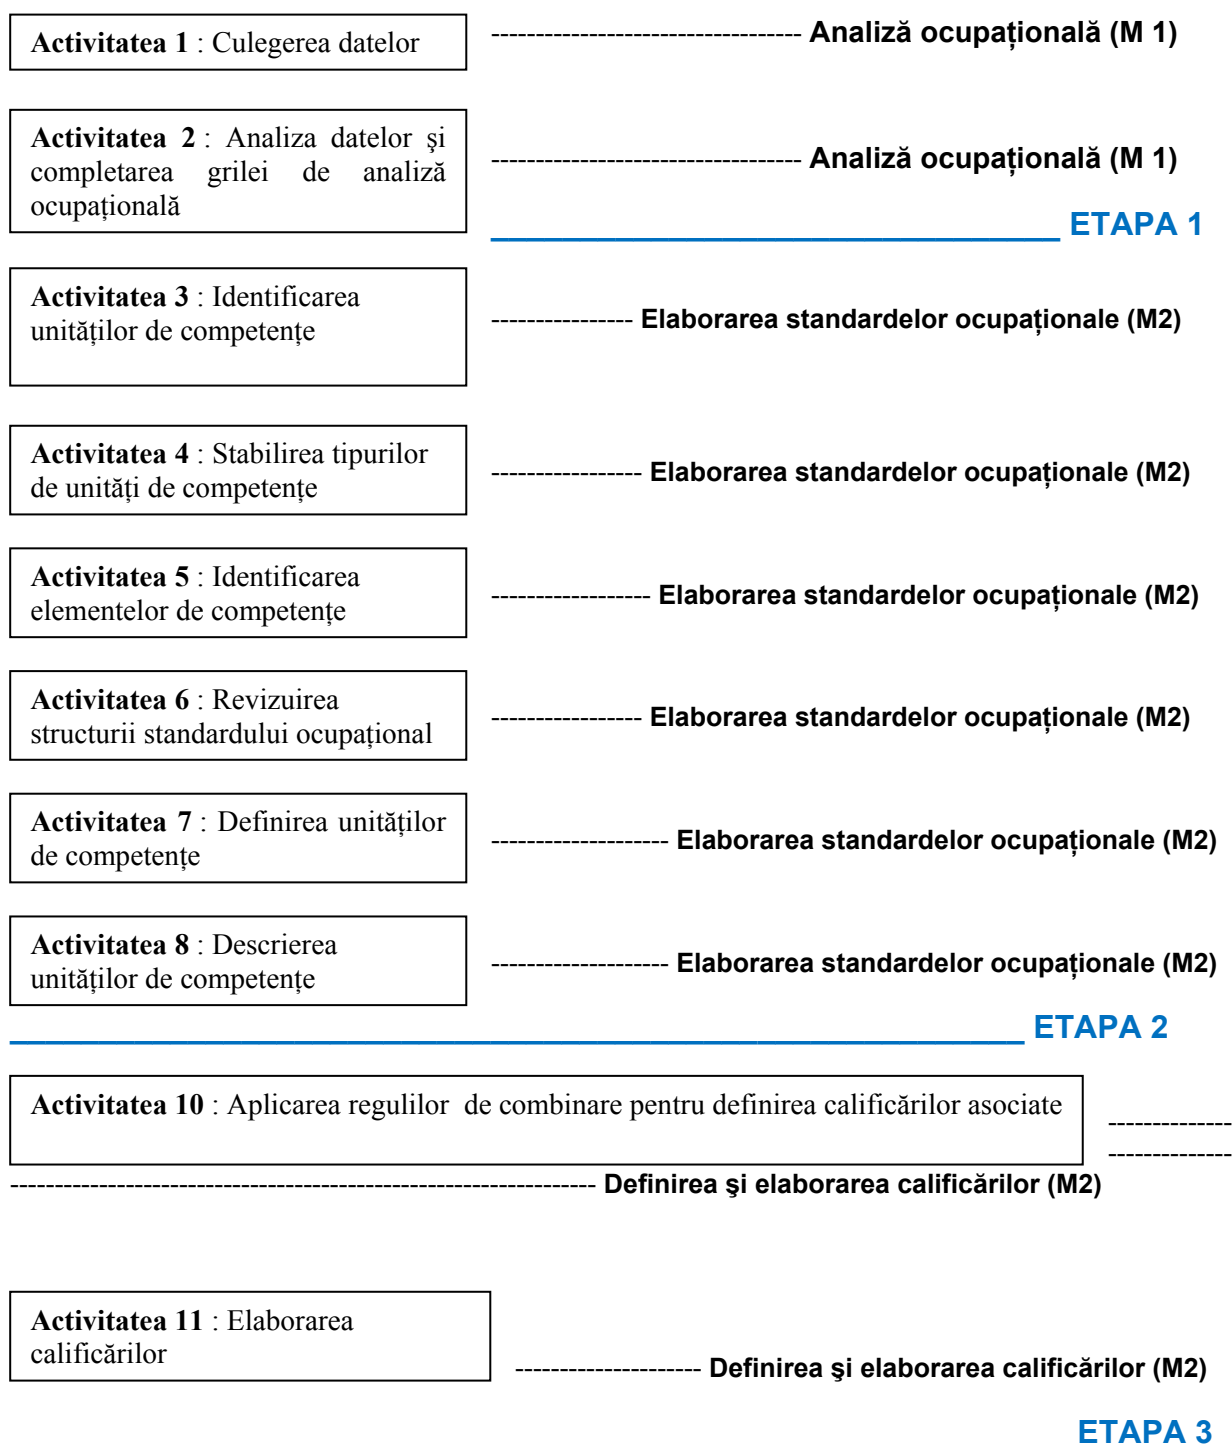 Activitatea 1 : Culegerea datelor
---------------------------------- Analiză ocupațională (M 1)
Activitatea 2 : Analiza datelor şi
completarea grilei de analiză
ocupațională
---------------------------------- Analiză ocupațională (M 1)
________________________________ ETAPA 1
Activitatea 3 : Identificarea
unităților de competențe
---------------- Elaborarea standardelor ocupaționale (M2)
Activitatea 4 : Stabilirea tipurilor
de unități de competențe
----------------- Elaborarea standardelor ocupaționale (M2)
Activitatea 5 : Identificarea
elementelor de competențe
------------------ Elaborarea standardelor ocupaționale (M2)
Activitatea 6 : Revizuirea
structurii standardului ocupațional
----------------- Elaborarea standardelor ocupaționale (M2)
Activitatea 7 : Definirea unităților
de competențe
-------------------- Elaborarea standardelor ocupaționale (M2)
Activitatea 8 : Descrierea
unităților de competențe
-------------------- Elaborarea standardelor ocupaționale (M2)
_________________________________________________________ ETAPA 2
Activitatea 10 : Aplicarea regulilor  de combinare pentru definirea calificărilor asociate
--------------
--------------
------------------------------------------------------------------ Definirea şi elaborarea calificărilor (M2)
Activitatea 11 : Elaborarea
calificărilor
--------------------- Definirea şi elaborarea calificărilor (M2)
ETAPA 3